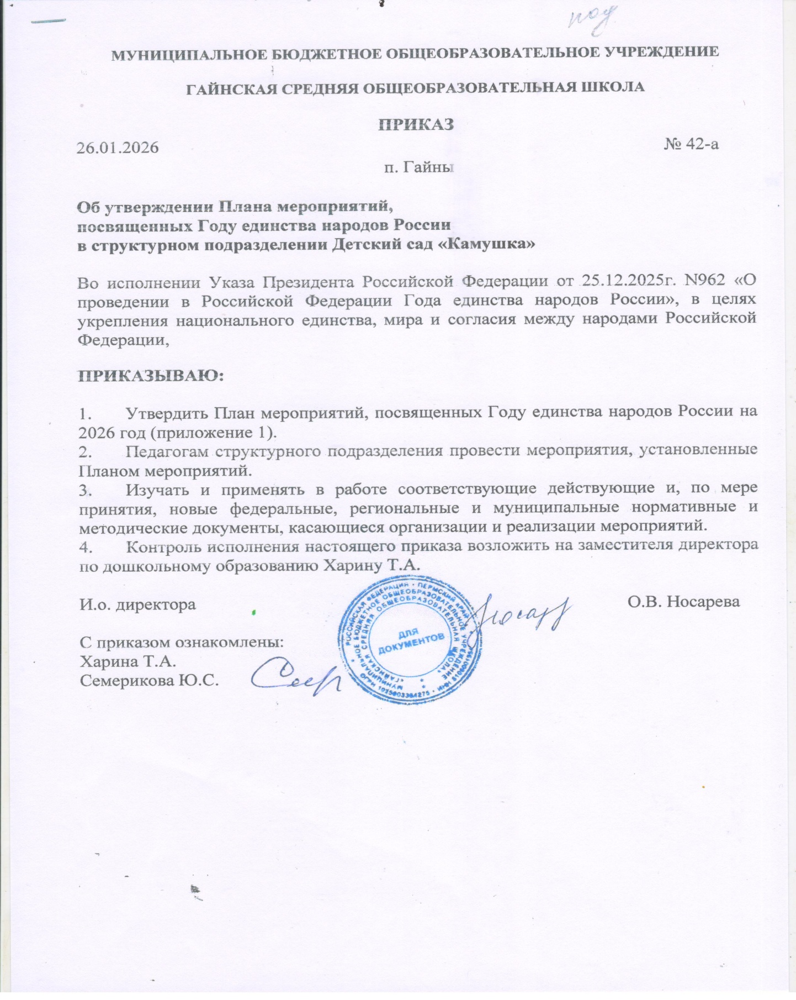 под
МУНИЦИПАЛЬНОЕ БЮДЖЕТНОЕ ОБЩЕОБРАЗОВАТЕЛЬНОЕ УЧРЕЖДЕНИЕ
ГАЙНСКАЯ СРЕДНЯЯ ОБЩЕОБРАЗОВАТЕЛЬНАЯ ШКОЛА
ПРИКАЗ
26.01.2026 № 42-а
п. Гайны
Об утверждении Плана мероприятий,
посвященных Году единства народов России
в структурном подразделении Детский сад «Камушка»
Во исполнении Указа Президента Российской Федерации от 25.12.2025г. N962 «О
проведении в Российской Федерации Года единства народов России», в целях
укрепления национального единства, мира и согласия между народами Российской
Федерации,
ПРИКАЗЫВАЮ:
1. Утвердить План мероприятий, посвященных Году единства народов России на
2026 год (приложение 1).
2. Педагогам структурного подразделения провести мероприятия, установленные
Планом мероприятий.
3. Изучать и применять в работе соответствующие действующие и, по мере
принятия, новые федеральные, региональные и муниципальные нормативные и
методические документы, касающиеся организации и реализации мероприятий.
4. Контроль исполнения настоящего приказа возложить на заместителя директора
по дошкольному образованию Харину Т.А.
И.о. директора О.В. Носарева
С приказом ознакомлены:
Харина Т.А.
Семерикова Ю.С.
РОССИЙСКАЯ ФЕДЕРАЦИЯ • ПЕРМСКИЙ КРАЙ
МУНИЦИПАЛЬНОЕ БЮДЖЕТНОЕ ОБЩЕОБРАЗОВАТЕЛЬНОЕ УЧРЕЖДЕНИЕ
«ГАЙНСКАЯ СРЕДНЯЯ ОБЩЕОБРАЗОВАТЕЛЬНАЯ ШКОЛА»
ДЛЯ
ДОКУМЕНТОВ